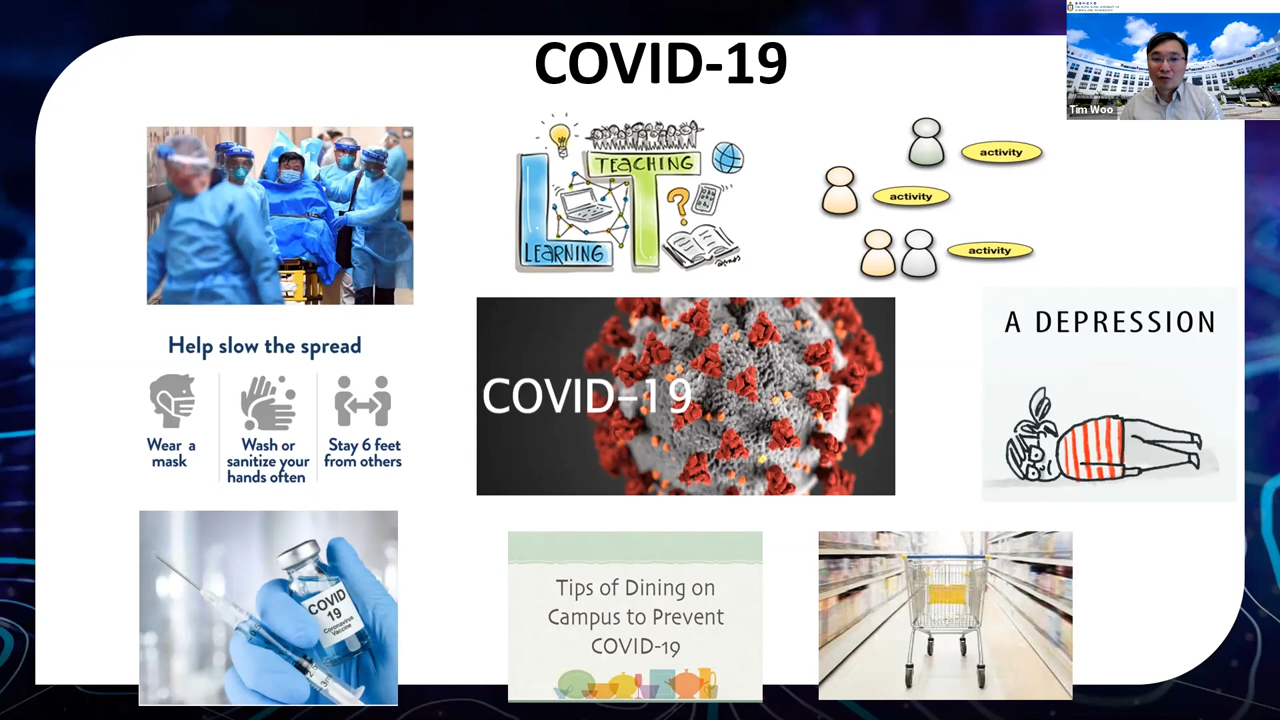 COVID-19
Tim Woo
TEACHING
LEARNING
activity
activity
activity
Help slow the spread
Wear a
mask
Wash or
sanitize your
hands often
Stay 6 feet
from others
COVID-19
A DEPRESSION
COVID
19
Coronavirus
Vaccine
Tips of Dining on
Campus to Prevent
COVID-19